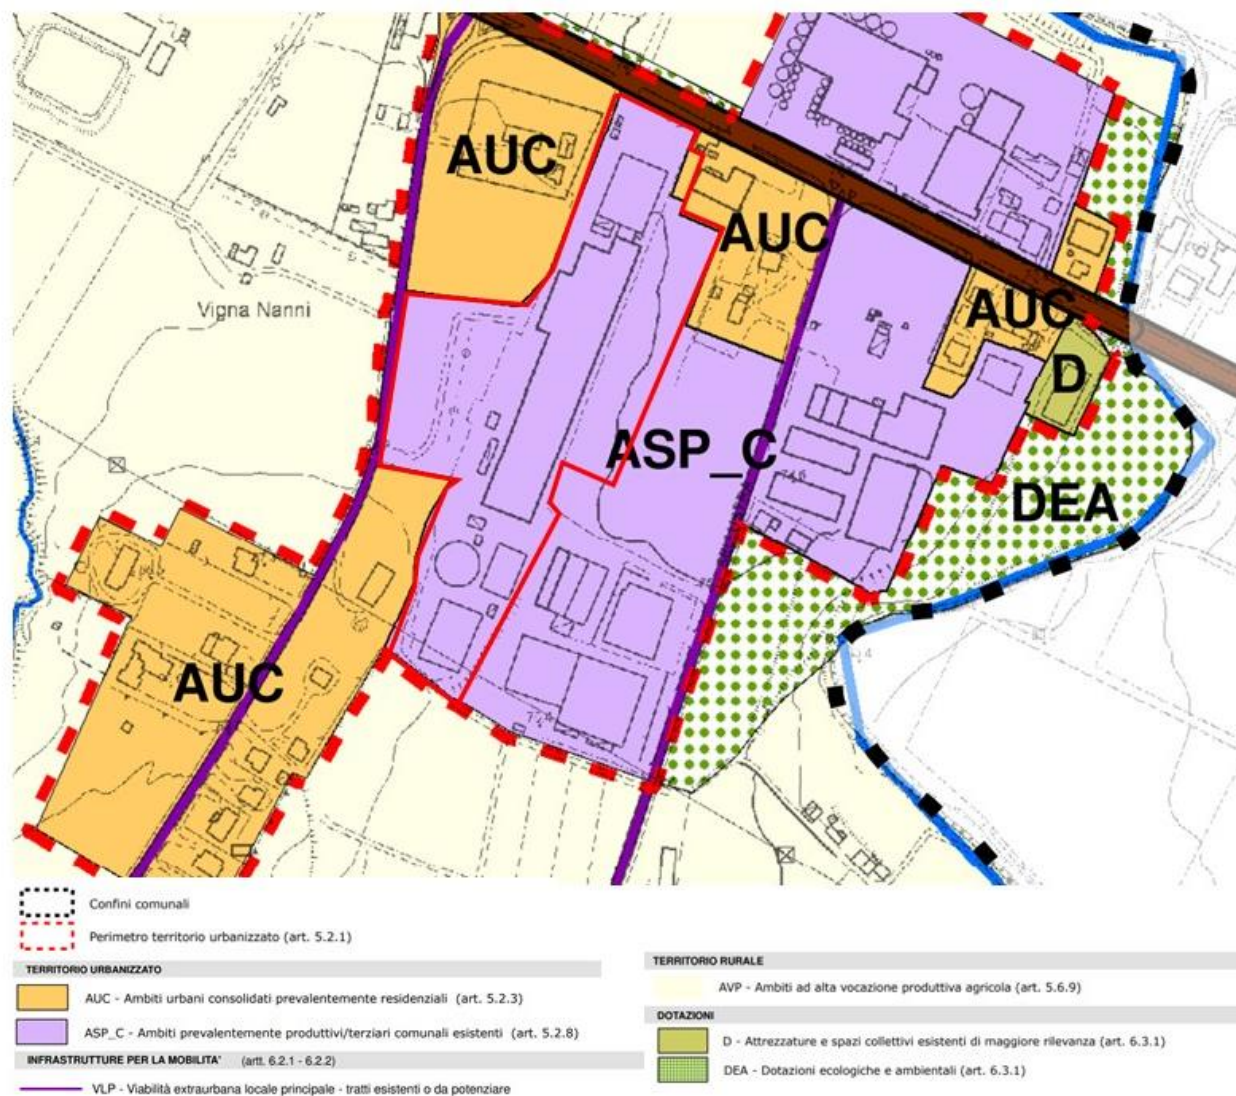 AUC
AUC
Vigna Nanni
AUC
D
ASP_C
DEA
AUC
Confini comunali
Perimetro territorio urbanizzato (art. 5.2.1)
TERRITORIO URBANIZZATO
AUC - Ambiti urbani consolidati prevalentemente residenziali (art. 5.2.3)
ASP_C - Ambiti prevalentemente produttivi/terziari comunali esistenti (art. 5.2.8)
INFRASTRUTTURE PER LA MOBILITA' (artt. 6.2.1 - 6.2.2)
VLP - Viabilità extraurbana locale principale - tratti esistenti o da potenziare
TERRITORIO RURALE
AVP - Ambiti ad alta vocazione produttiva agricola (art. 5.6.9)
DOTAZIONI
D - Attrezzature e spazi collettivi esistenti di maggiore rilevanza (art. 6.3.1)
DEA - Dotazioni ecologiche e ambientali (art. 6.3.1)